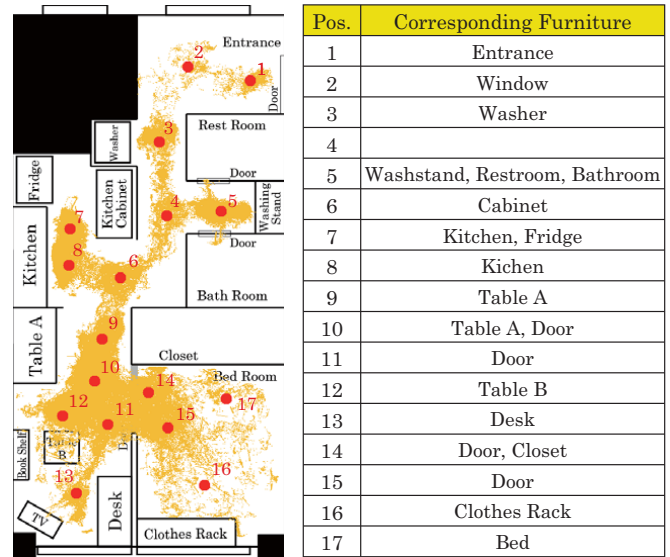 Entrance
2
1
Door
3
Rest Room
Washer
Door
Fridge
Kitchen
Cabinet
4
5
Washing
Stand
7
Door
Kitchen
8
6
Bath Room
Table A
9
Closet
10
Bed Room
14
17
12
11
15
Table
B
Book Shelf
13
16
TV
Desk
Clothes Rack
Pos. Corresponding Furniture
1 Entrance
2 Window
3 Washer
4
5 Washstand, Restroom, Bathroom
6 Cabinet
7 Kitchen, Fridge
8 Kichen
9 Table A
10 Table A, Door
11 Door
12 Table B
13 Desk
14 Door, Closet
15 Door
16 Clothes Rack
17 Bed